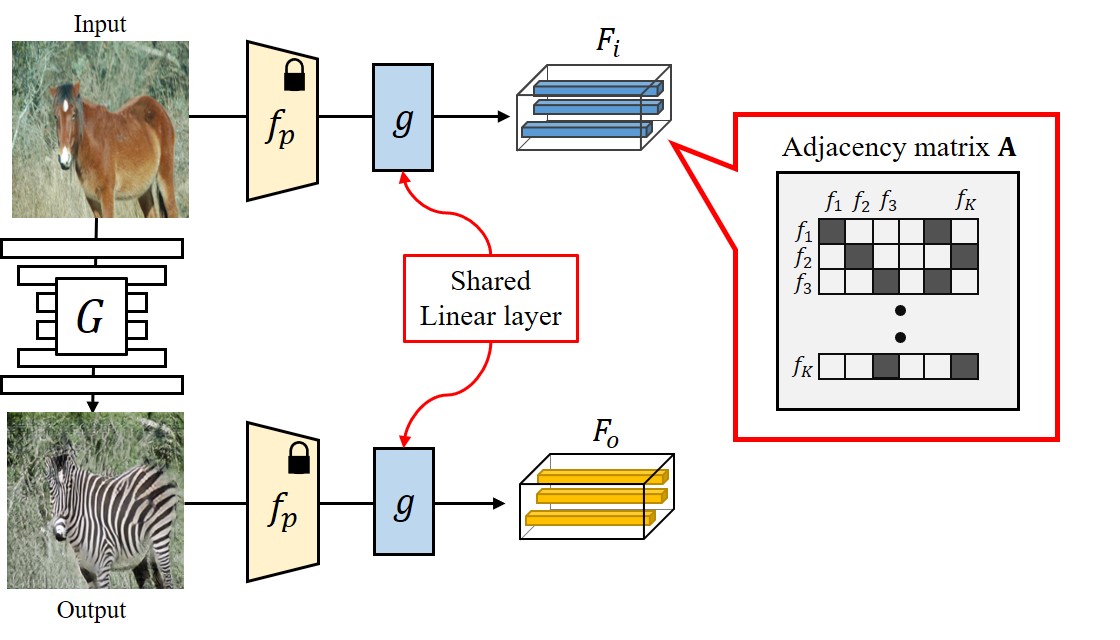 Input
f_p
g
F_i
Adjacency matrix A
f_1 f_2 f_3 f_K
f_1
f_2
f_3
f_K
Shared
Linear layer
G
f_p
g
F_o
Output